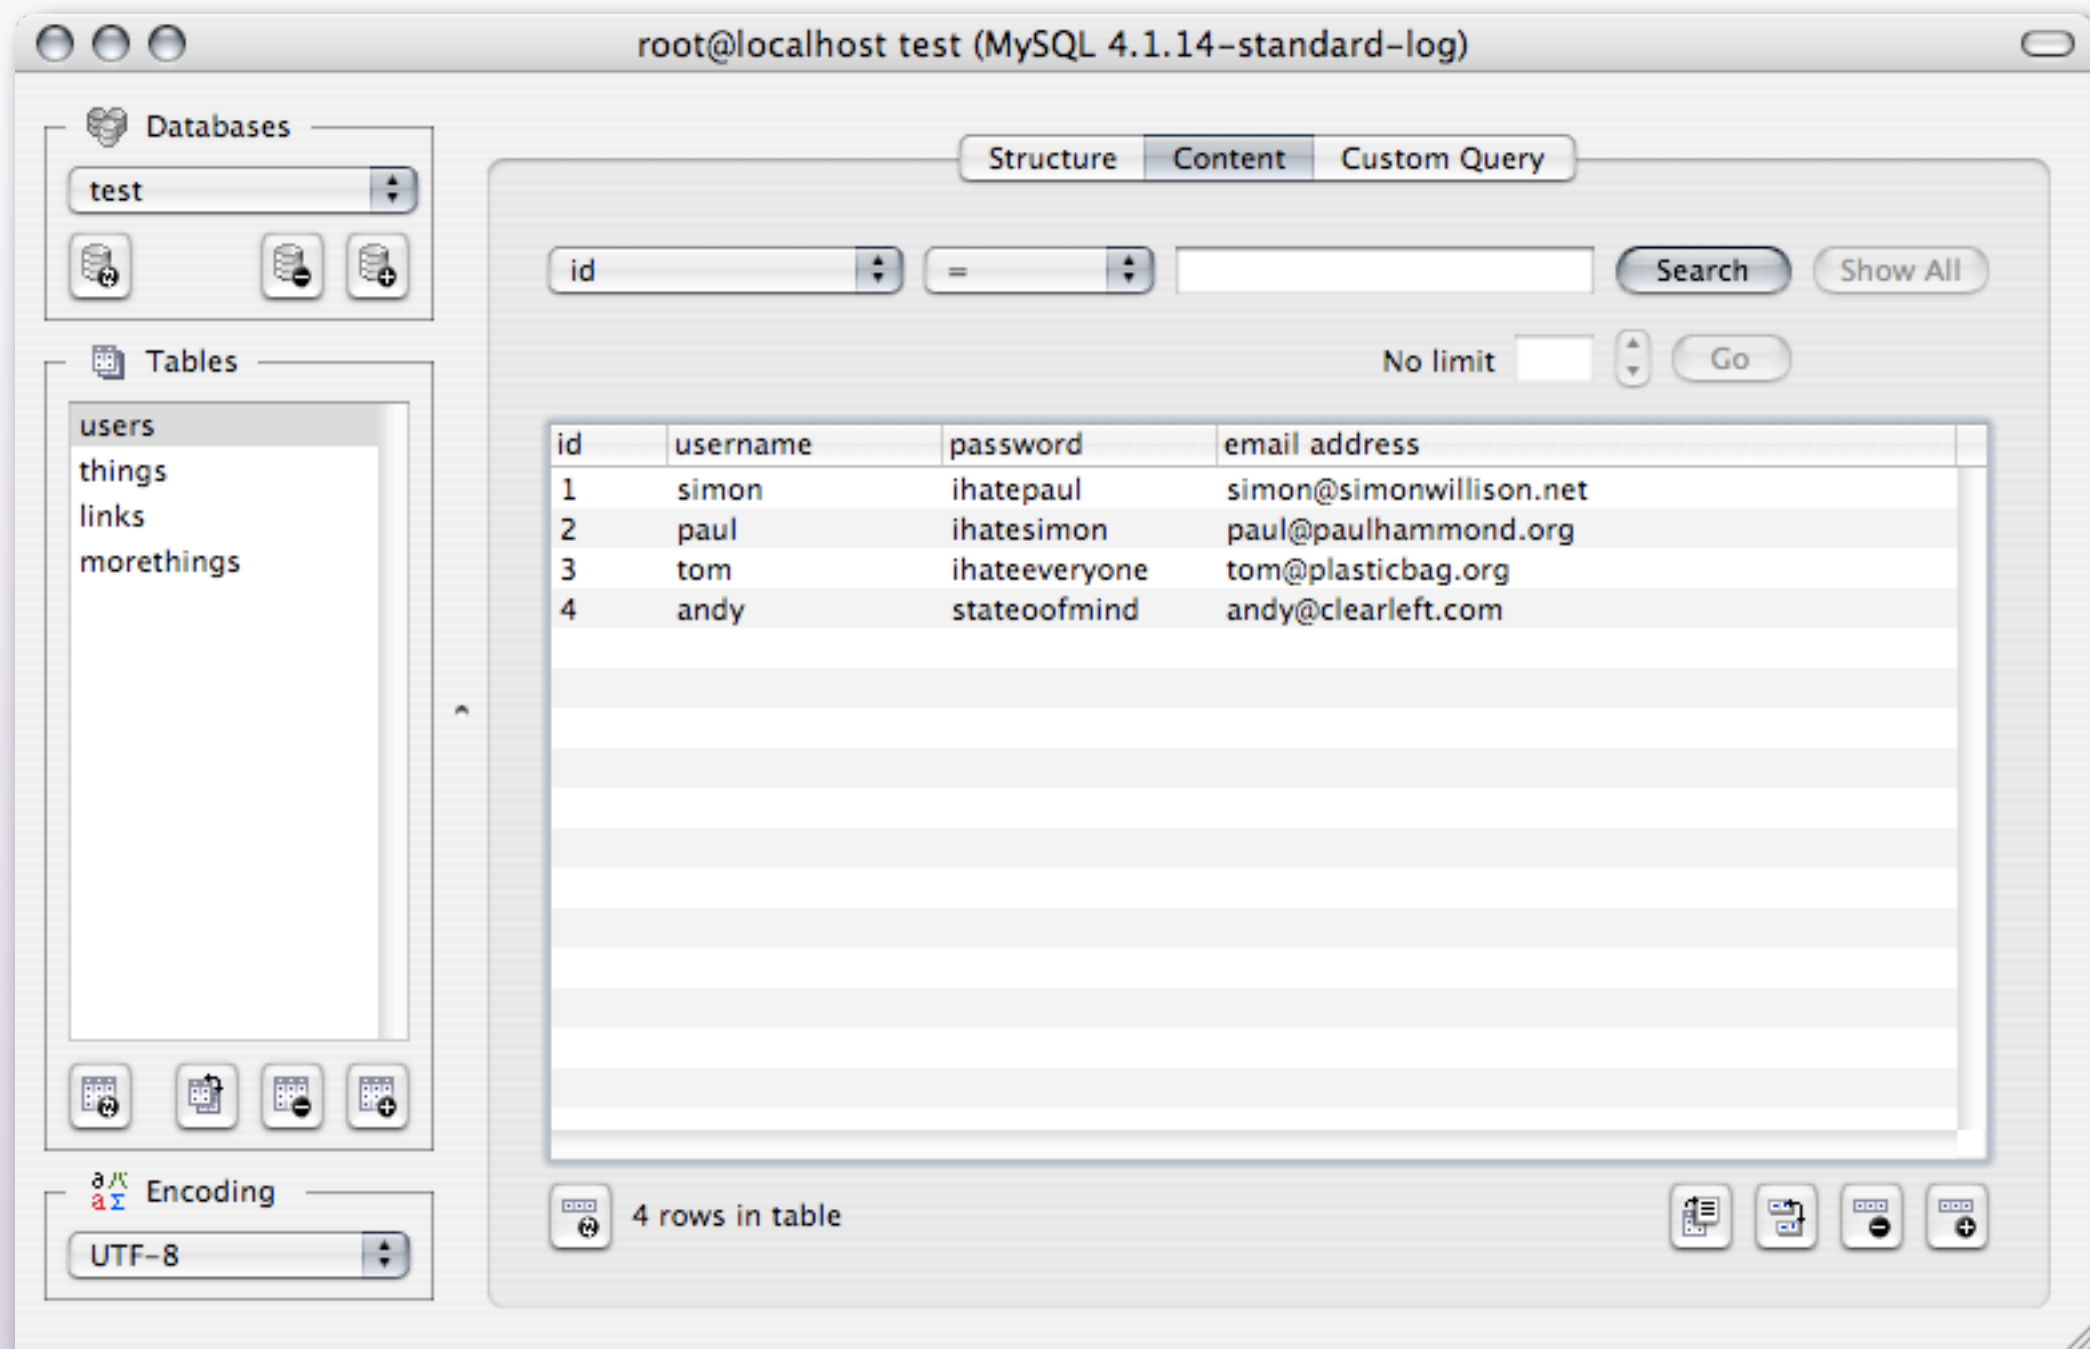 root@localhost test (MySQL 4.1.14-standard-log)
Databases
test
Tables
users
things
links
morethings
Encoding
UTF-8
Structure Content Custom Query
id = Search Show All
No limit Go
id username password email address
1 simon ihatepaul simon@simonwillison.net
2 paul ihatesimon paul@paulhammond.org
3 tom ihateeveryone tom@plasticbag.org
4 andy stateoofmind andy@clearleft.com
4 rows in table